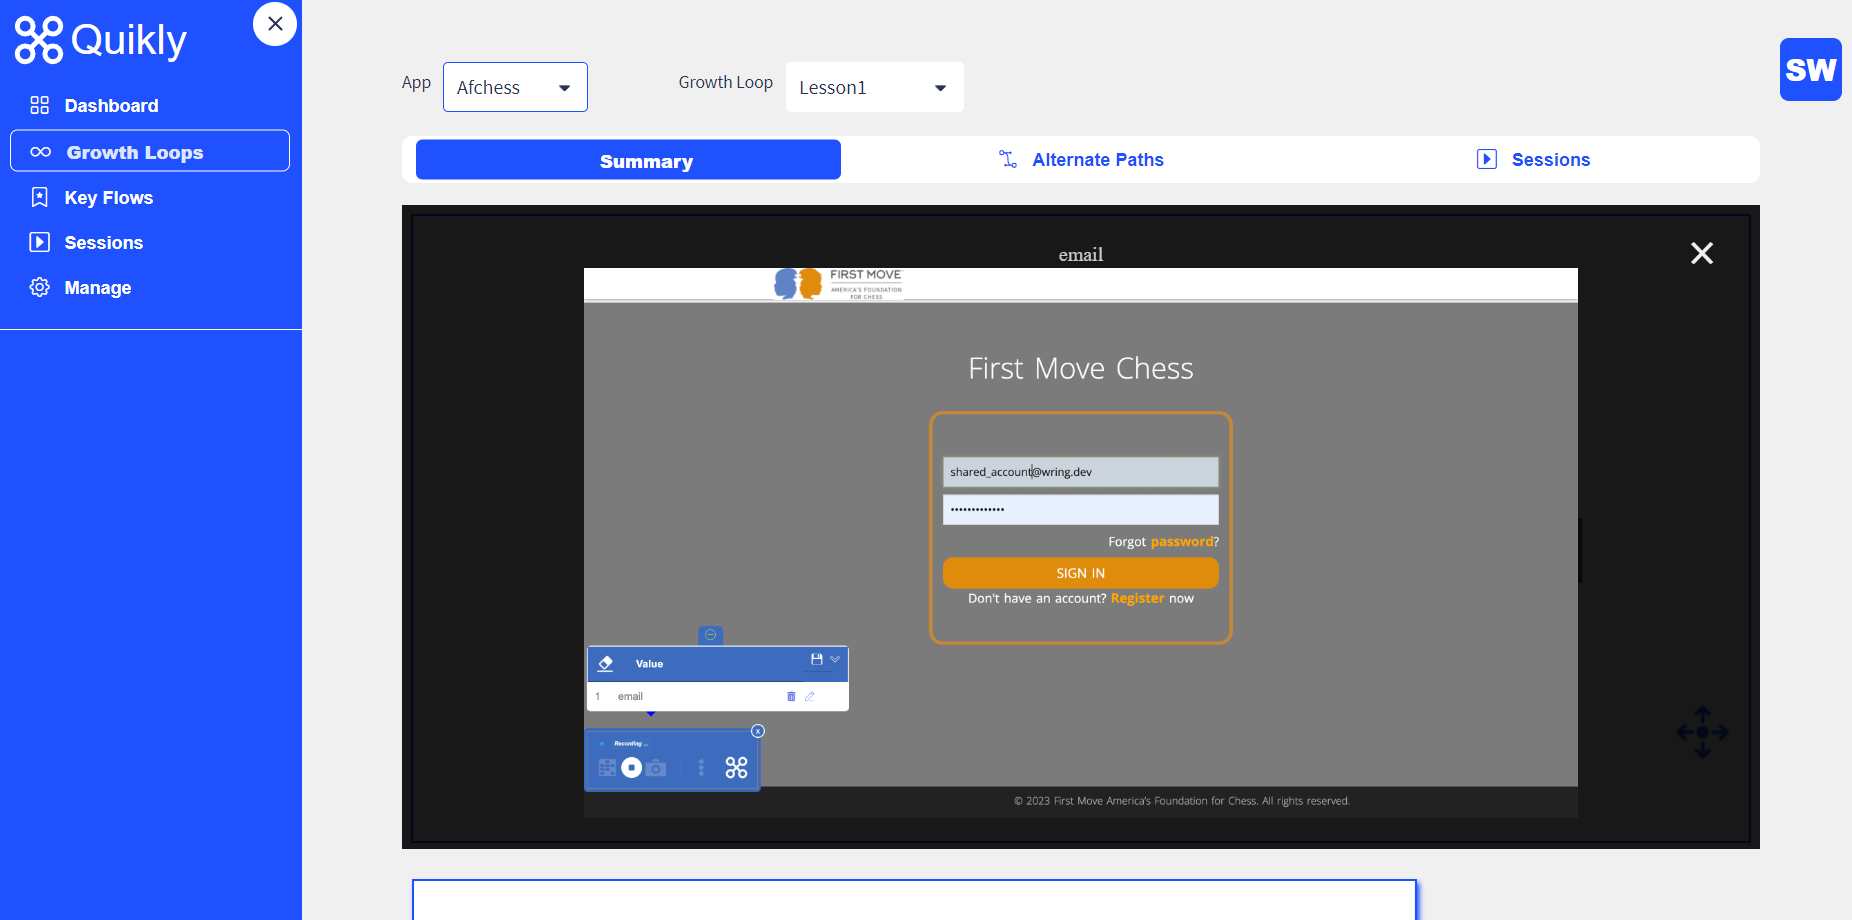 Quikly
Dashboard
Growth Loops
Key Flows
Sessions
Manage
App
Afchess
Growth Loop
Lesson1
SW
Summary
Alternate Paths
Sessions
email
FIRST MOVE
AMERICA'S FOUNDATION
FOR CHESS
First Move Chess
shared_account@wring.dev
•••••••••••••
Forgot password?
SIGN IN
Don't have an account? Register now
Value
1 email
x
Recording ...
© 2023 First Move America's Foundation for Chess. All rights reserved.